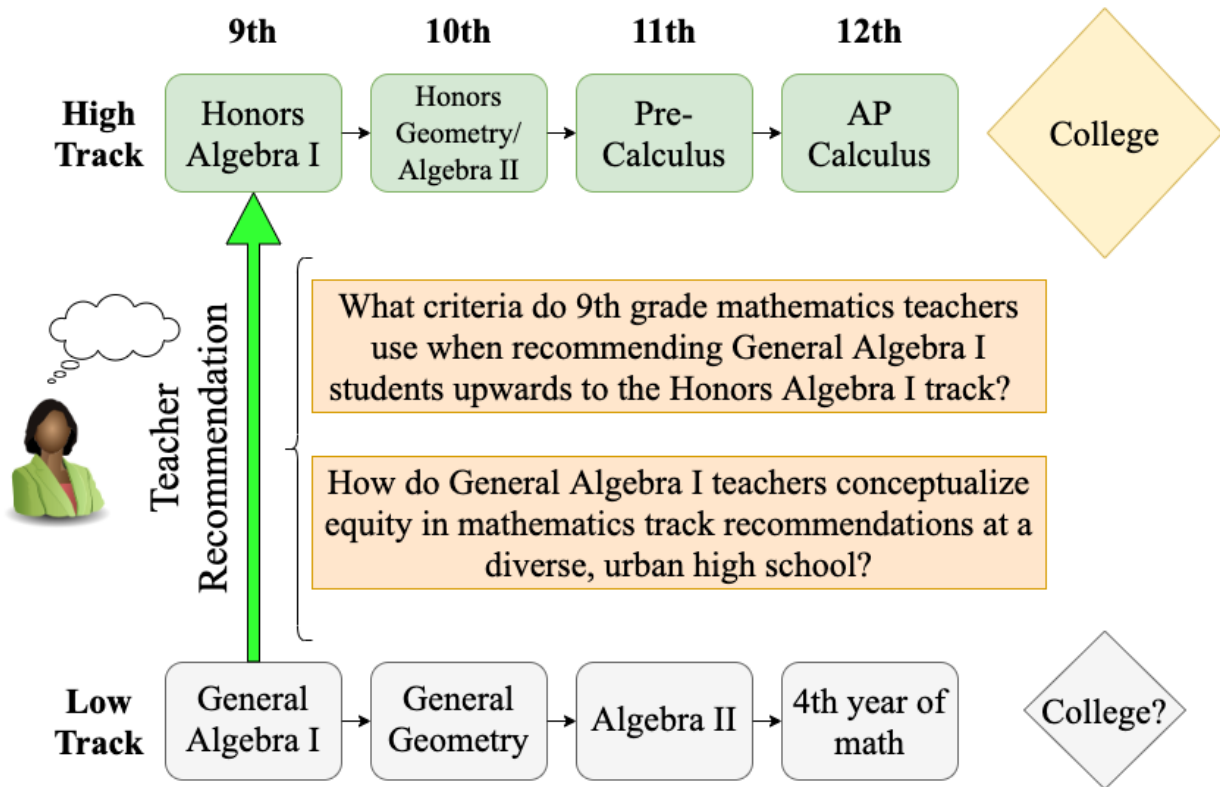 9th
10th
11th
12th
High
Track
Honors
Algebra I
Honors
Geometry/
Algebra II
Pre-
Calculus
AP
Calculus
College
Teacher
Recommendation
What criteria do 9th grade mathematics teachers
use when recommending General Algebra I
students upwards to the Honors Algebra I track?
How do General Algebra I teachers conceptualize
equity in mathematics track recommendations at a
diverse, urban high school?
Low
Track
General
Algebra I
General
Geometry
Algebra II
4th year of
math
College?